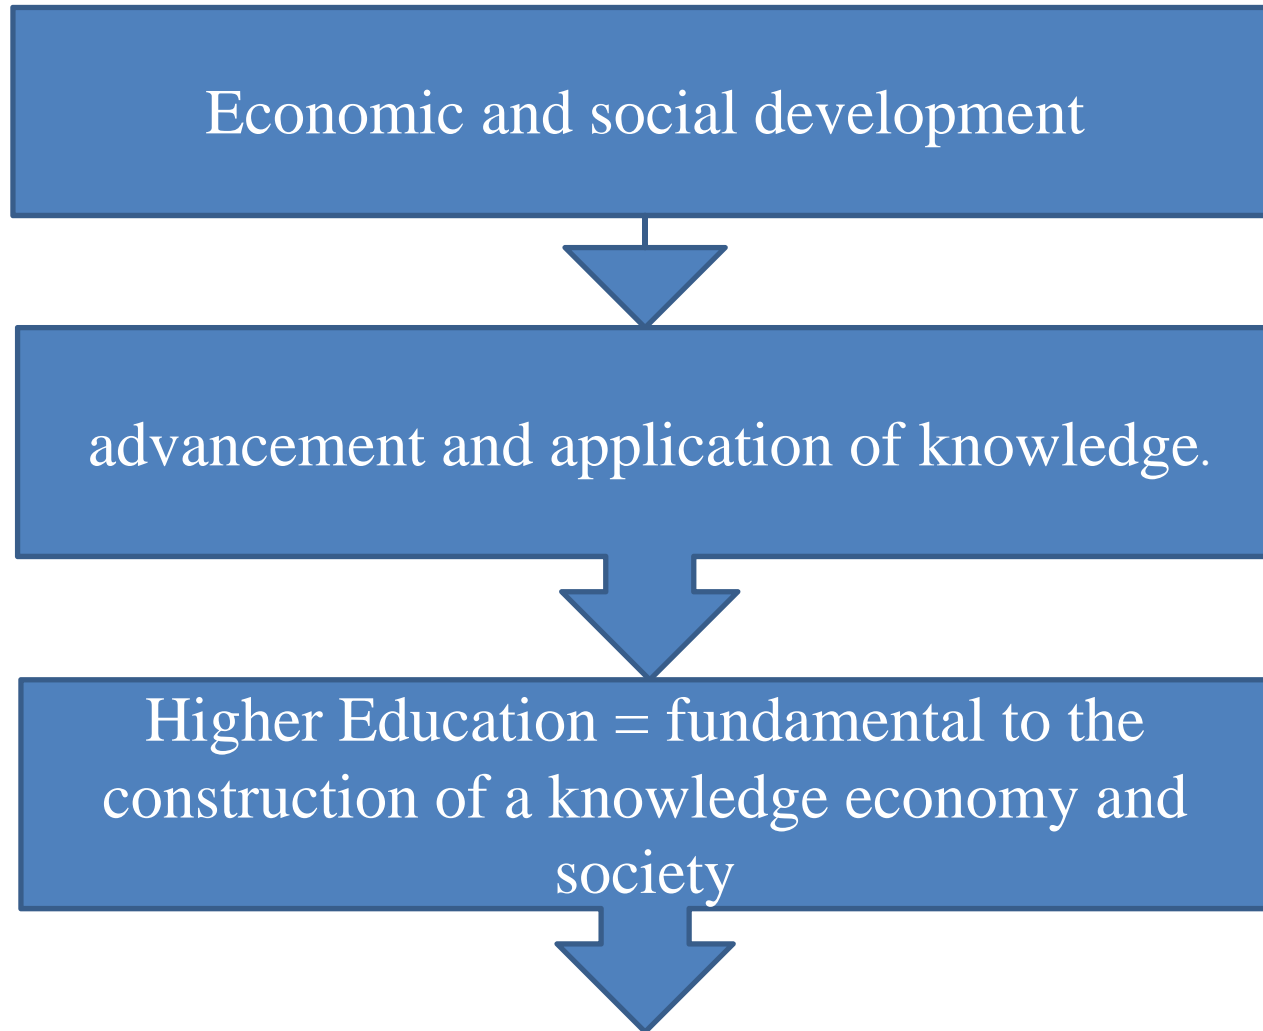 Economic and social development
advancement and application of knowledge.
Higher Education = fundamental to the
construction of a knowledge economy and
society